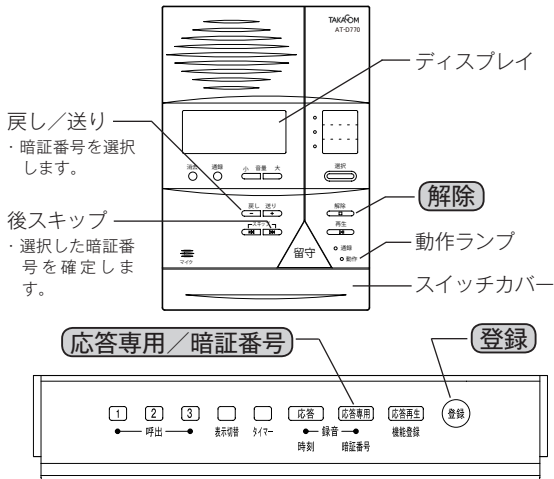 TAKACOM
AT-D770
ディスプレイ
戻し／送り
・暗証番号を選択
します。
消去 通録 小 音量 大 選択
戻し 送り 解除
解除
スキップ 再生
後スキップ
・選択した暗証番
号を確定しま
す。
通録
動作
動作ランプ
マイク
留守
スイッチカバー
応答専用／暗証番号
登録
1 2 3 応答 応答専用 応答再生 登録
呼出 表示切替 タイマー 録音 機能登録
時刻 暗証番号